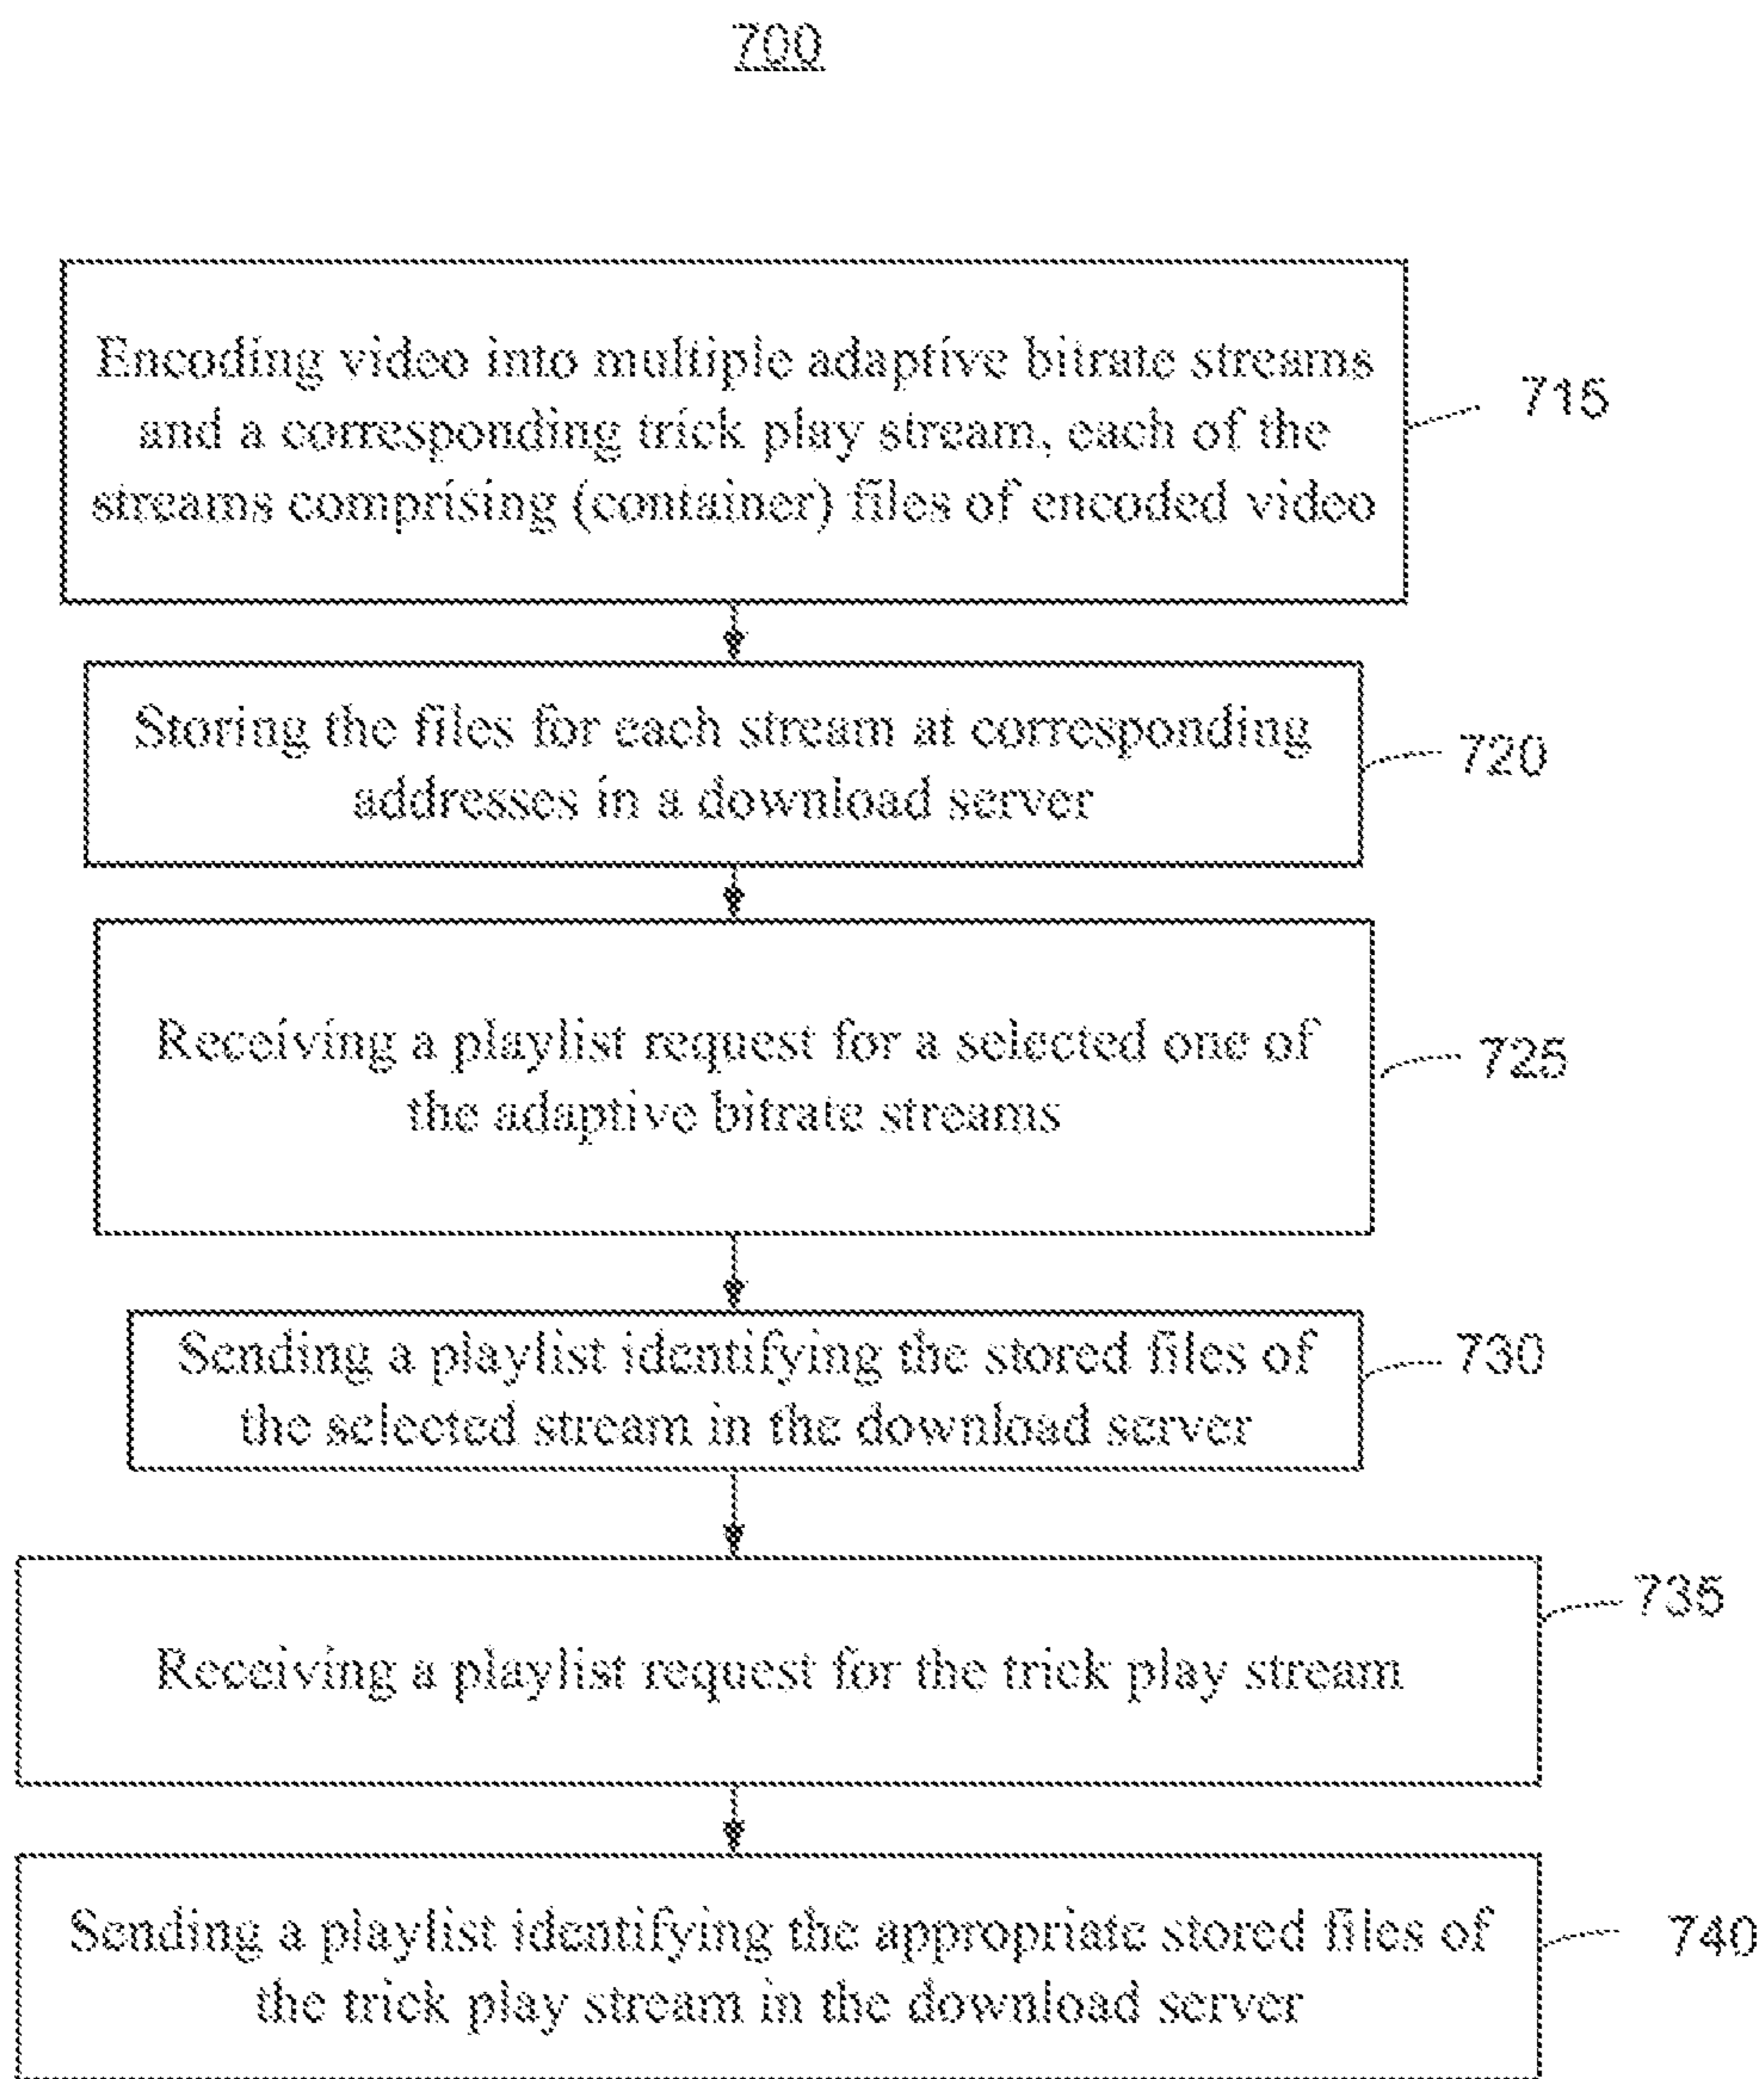 700
Encoding video into multiple adaptive bitrate streams
and a corresponding trick play stream, each of the
streams comprising (container) files of encoded video
715
Storing the files for each stream at corresponding
addresses in a download server
720
Receiving a playlist request for a selected one of
the adaptive bitrate streams
725
Sending a playlist identifying the stored files of
the selected stream in the download server
730
Receiving a playlist request for the trick play stream
735
Sending a playlist identifying the appropriate stored files of
the trick play stream in the download server
740